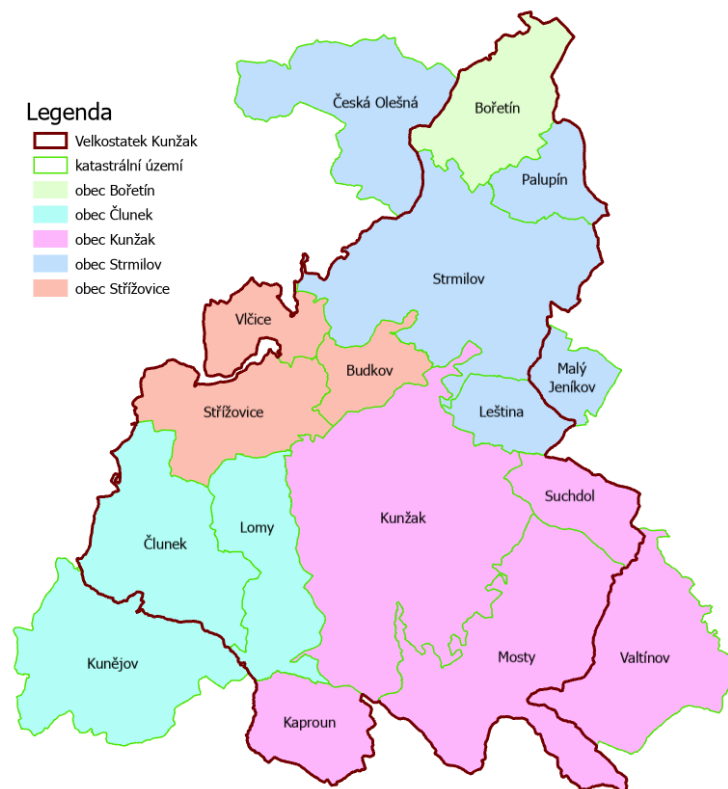 Legenda
Velkostatek Kunžak
katastrální území
obec Bořetín
obec Člunek
obec Kunžak
obec Strmilov
obec Střížovice
Česká Olešná
Bořetín
Palupín
Strmilov
Vlčice
Budkov
Malý
Jeníkov
Střížovice
Leština
Suchdol
Kunžak
Lomy
Člunek
Mosty
Valtínov
Kunějov
Kaproun